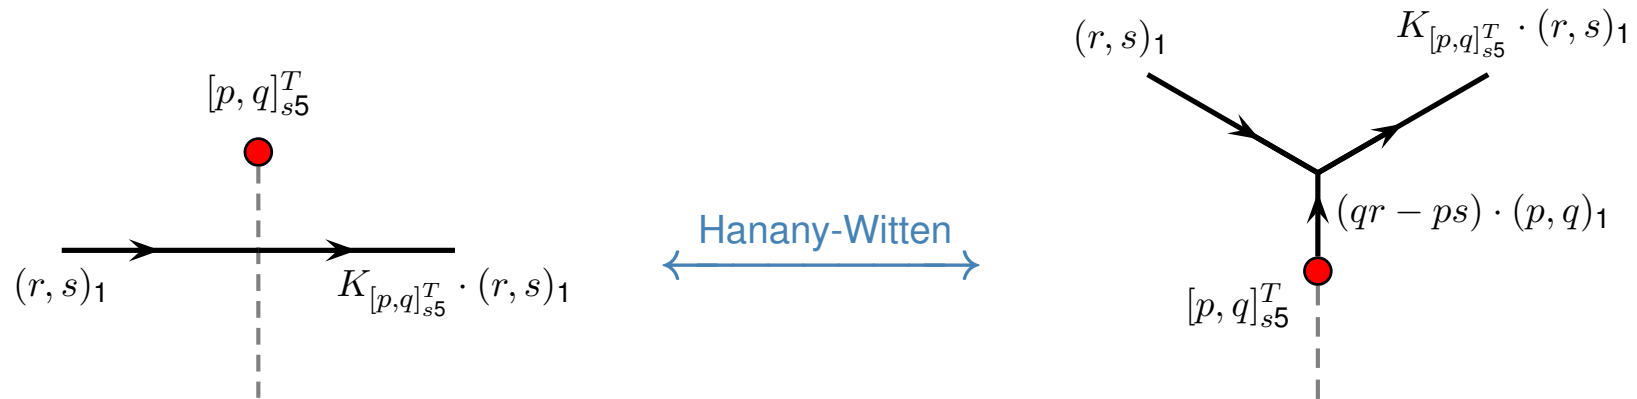 $[p,q]^T_{s5}$
$(r,s)_1$
$K_{[p,q]^T_{s5}} \cdot (r,s)_1$
Hanany-Witten
$(r,s)_1$
$K_{[p,q]^T_{s5}} \cdot (r,s)_1$
$(qr-ps) \cdot (p,q)_1$
$[p,q]^T_{s5}$